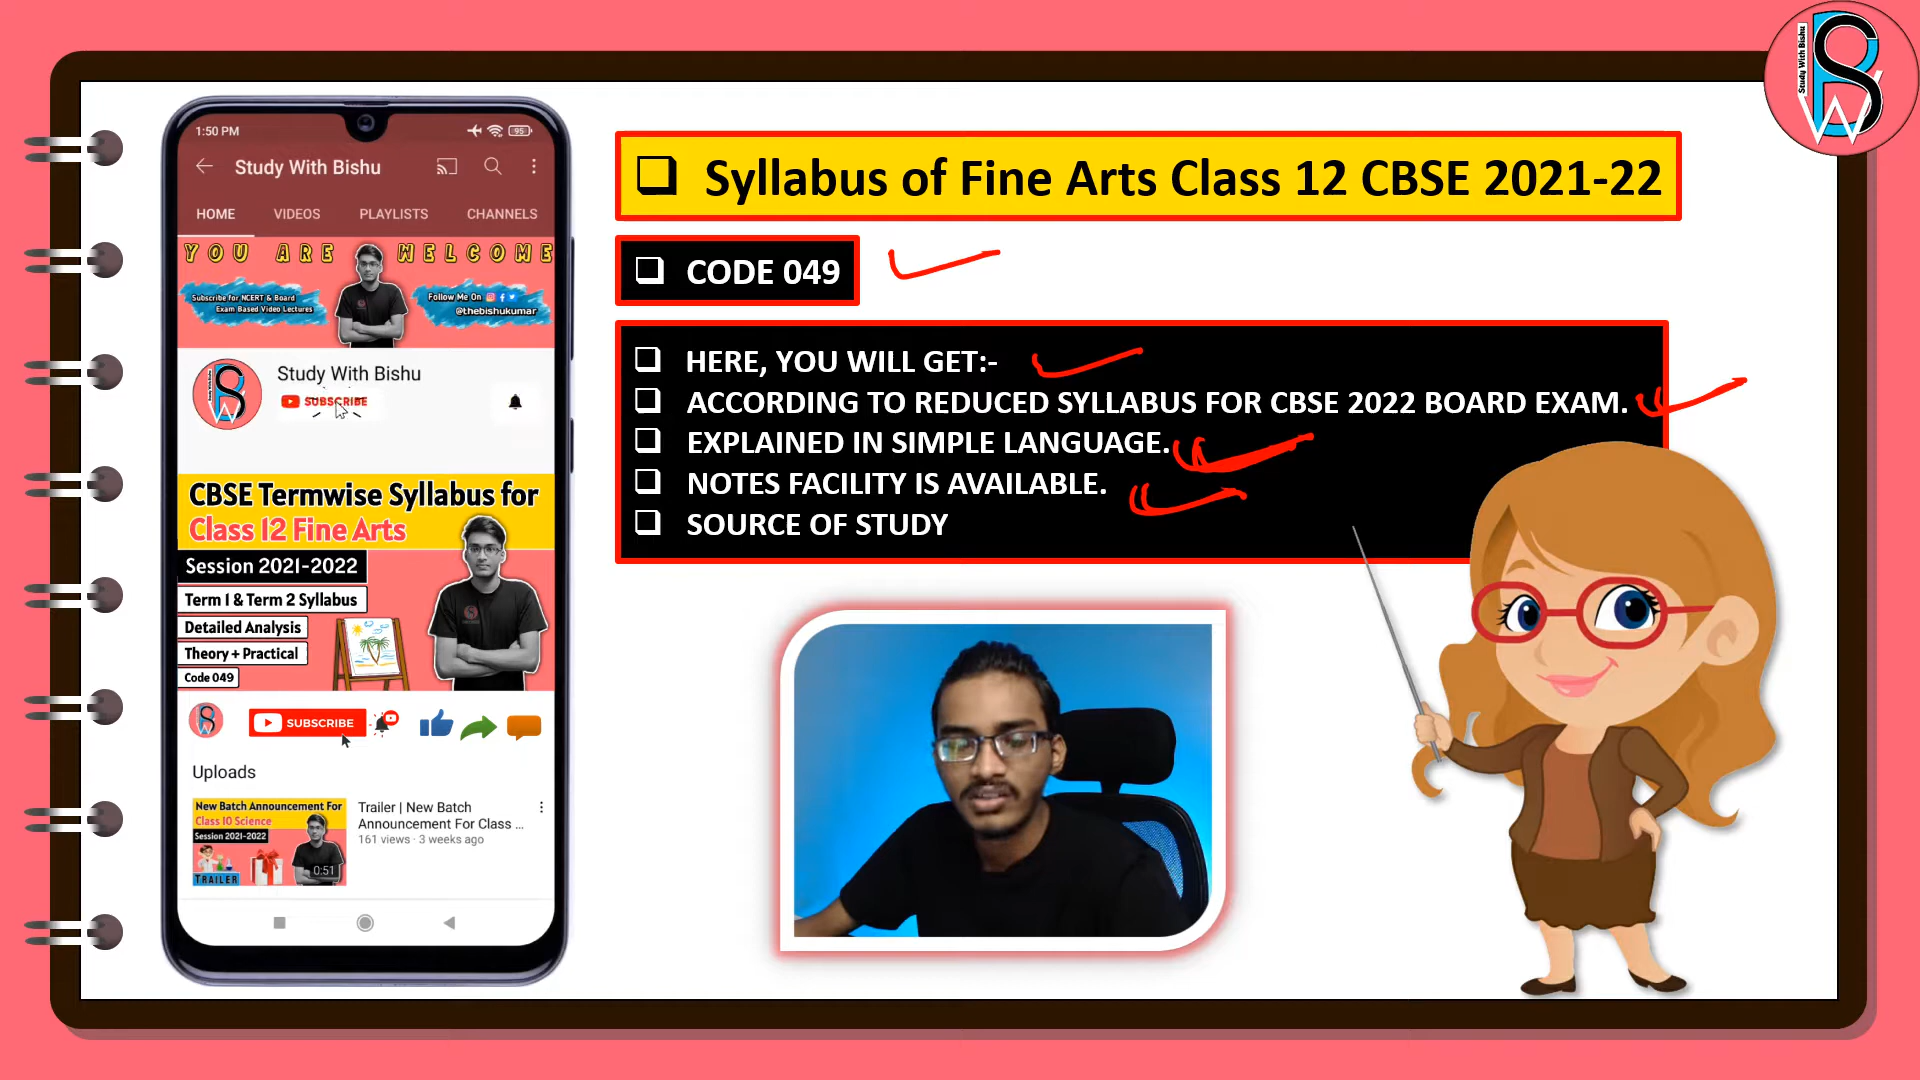 Study With Bishu
1:50 PM
95
Study With Bishu
HOME VIDEOS PLAYLISTS CHANNELS
YOU ARE WELCOME
Subscribe for NCERT & Board
Exam Based Video Lectures
Follow Me On
@thebishukumar
Study With Bishu
SUBSCRIBE
CBSE Termwise Syllabus for
Class 12 Fine Arts
Session 2021-2022
Term 1 & Term 2 Syllabus
Detailed Analysis
Theory + Practical
Code 049
SUBSCRIBE
Uploads
New Batch Announcement For
Class 10 Science
Session 2021-2022
TRAILER
0:51
Trailer | New Batch
Announcement For Class ...
161 views · 3 weeks ago
Syllabus of Fine Arts Class 12 CBSE 2021-22
CODE 049
HERE, YOU WILL GET:-
ACCORDING TO REDUCED SYLLABUS FOR CBSE 2022 BOARD EXAM.
EXPLAINED IN SIMPLE LANGUAGE.
NOTES FACILITY IS AVAILABLE.
SOURCE OF STUDY